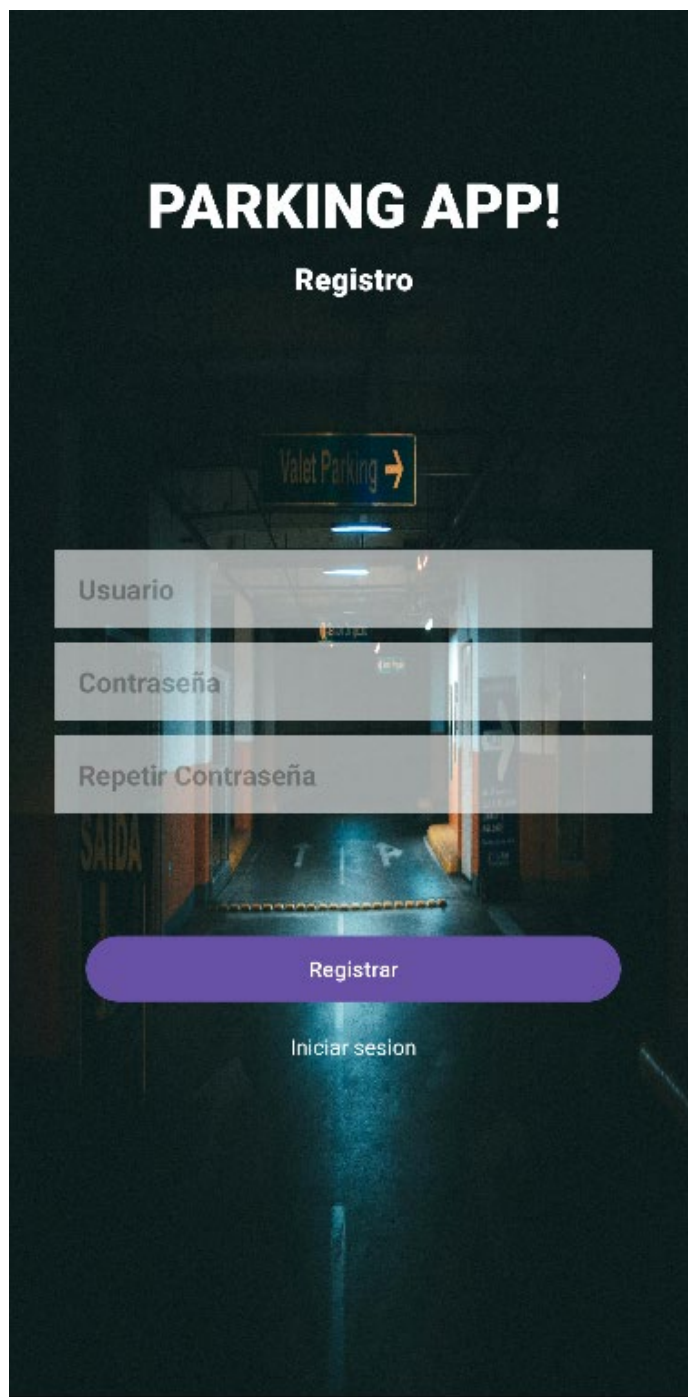 PARKING APP!
Registro
Valet Parking →
Usuario
Contraseña
Repetir Contraseña
SAIDA
Registrar
Iniciar sesion